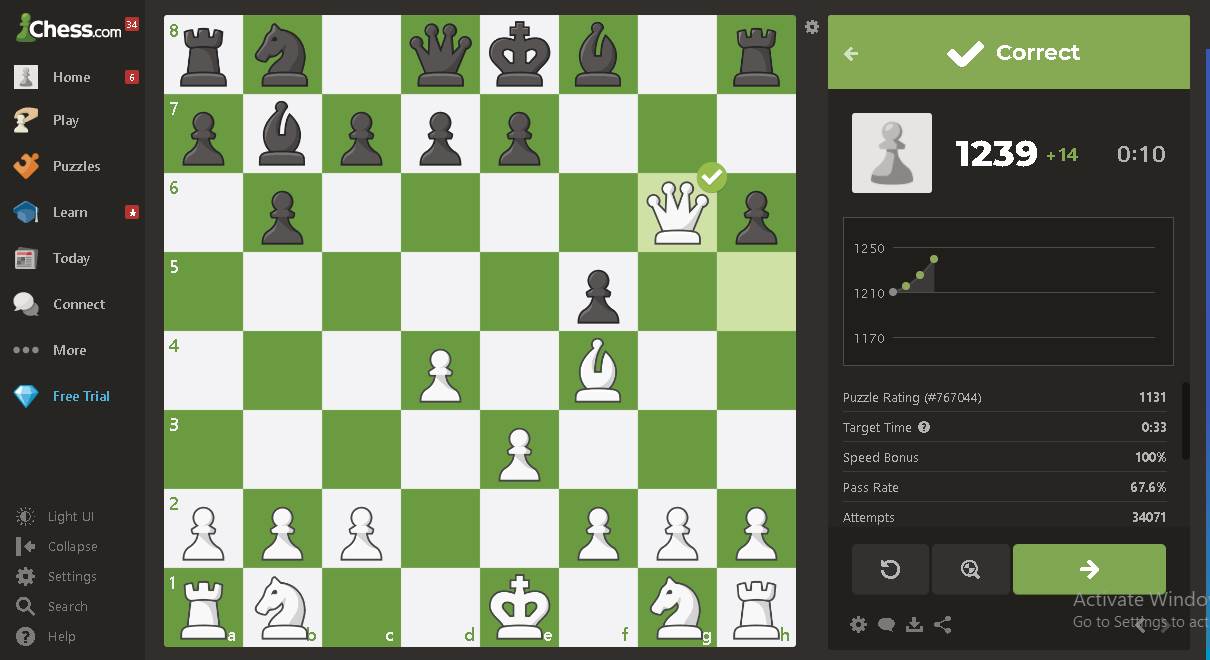 Chess.com 34
Home 6
Play
Puzzles
Learn
Today
Connect
More
Free Trial
Light UI
Collapse
Settings
Search
Help
8
7
6
5
4
3
2
1
a b c d e f g h
Correct
1239 +14 0:10
1250
1210
1170
Puzzle Rating (#767044) 1131
Target Time ? 0:33
Speed Bonus 100%
Pass Rate 67.6%
Attempts 34071
Activate Windo
Go to Settings to act